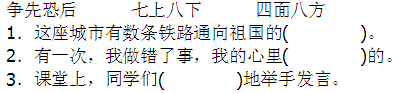 争先恐后 七上八下 四面八方
1．这座城市有数条铁路通向祖国的( )。
2．有一次，我做错了事，我的心里( )的。
3．课堂上，同学们( )地举手发言。